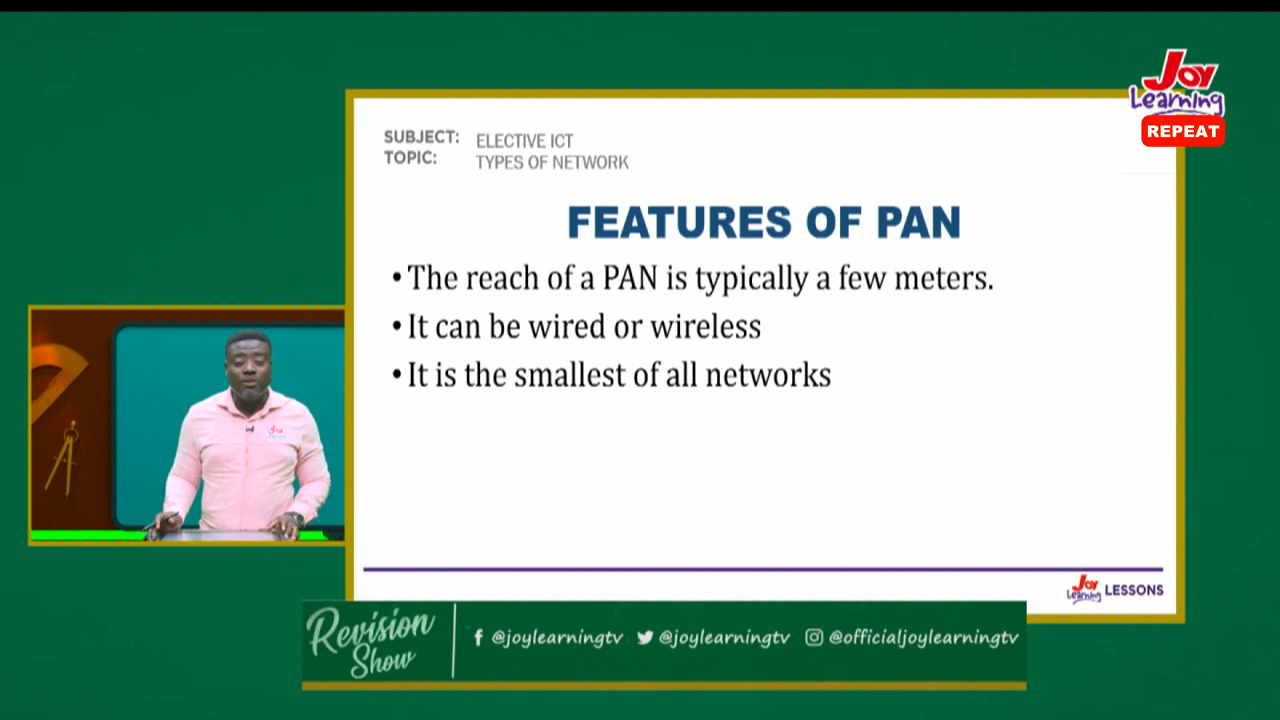 Joy
Learning
REPEAT
SUBJECT: ELECTIVE ICT
TOPIC: TYPES OF NETWORK
FEATURES OF PAN
• The reach of a PAN is typically a few meters.
• It can be wired or wireless
• It is the smallest of all networks
Joy Learning LESSONS
Revision Show
@joylearningtv @joylearningtv @officialjoylearningtv